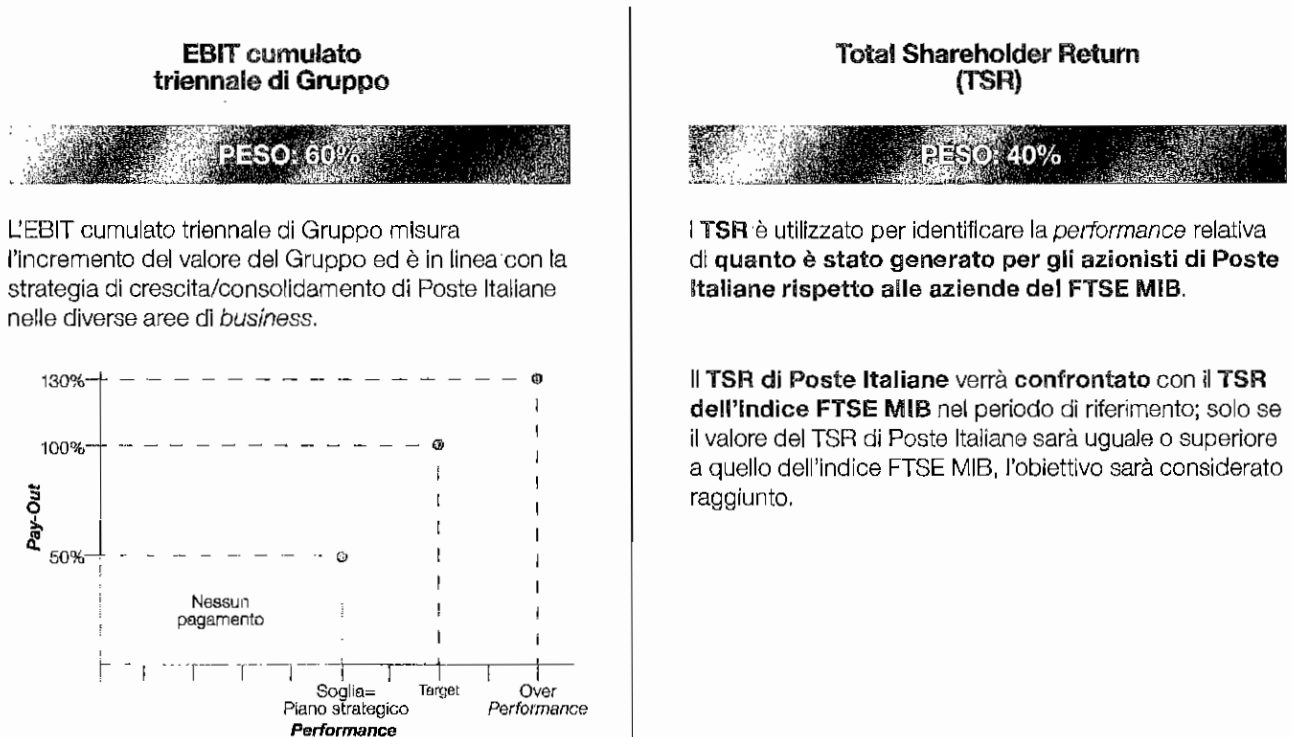 EBIT cumulato
triennale di Gruppo
PESO: 60%
L'EBIT cumulato triennale di Gruppo misura
l'incremento del valore del Gruppo ed è in linea con la
strategia di crescita/consolidamento di Poste Italiane
nelle diverse aree di business.
130%
100%
Pay-Out
50%
Nessun
pagamento
Soglia=
Piano strategico
Target
Over
Performance
Performance
Total Shareholder Return
(TSR)
PESO: 40%
l TSR è utilizzato per identificare la performance relativa
di quanto è stato generato per gli azionisti di Poste
Italiane rispetto alle aziende del FTSE MIB.
Il TSR di Poste Italiane verrà confrontato con il TSR
dell'indice FTSE MIB nel periodo di riferimento; solo se
il valore del TSR di Poste Italiane sarà uguale o superiore
a quello dell'indice FTSE MIB, l'obiettivo sarà considerato
raggiunto.